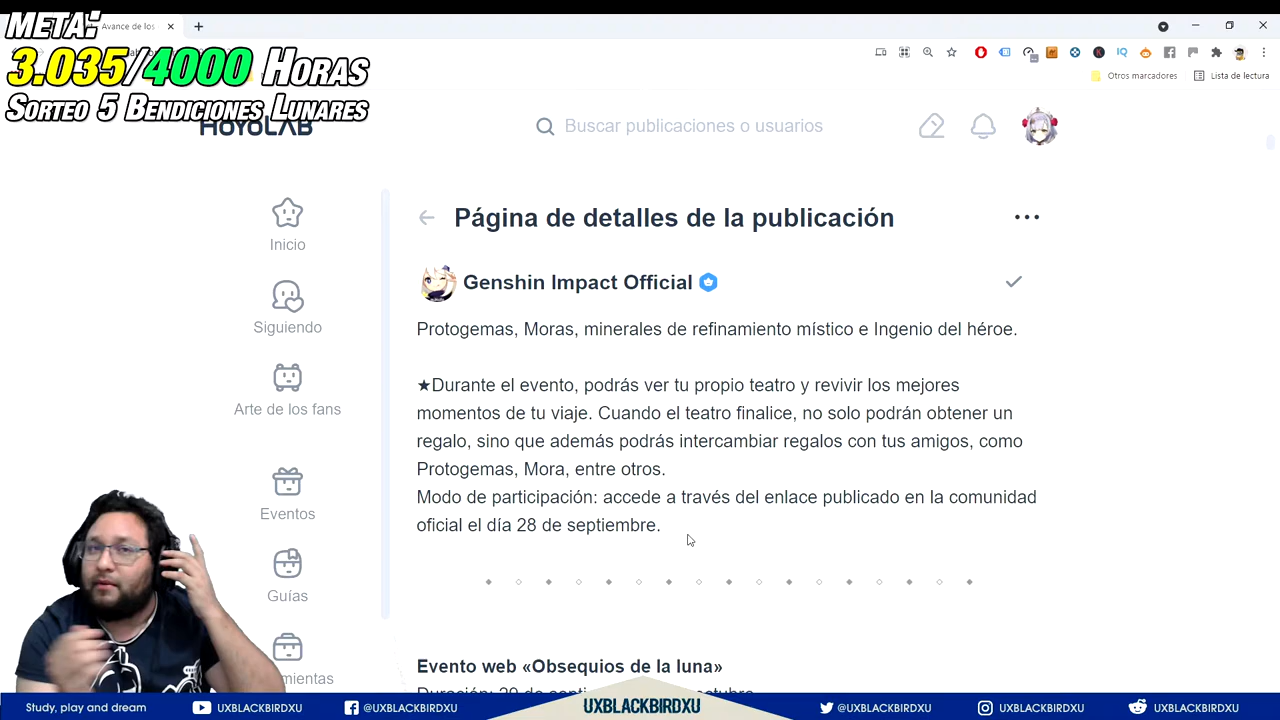 META:
3.035/4000 HORAS
SORTEO 5 BENDICIONES LUNARES
Avance de los
Otros marcadores
Lista de lectura
HOYOLAB
Buscar publicaciones o usuarios
Inicio
Siguiendo
Arte de los fans
Eventos
Guías
mientas
Página de detalles de la publicación
Genshin Impact Official
Protogemas, Moras, minerales de refinamiento místico e Ingenio del héroe.
★Durante el evento, podrás ver tu propio teatro y revivir los mejores
momentos de tu viaje. Cuando el teatro finalice, no solo podrán obtener un
regalo, sino que además podrás intercambiar regalos con tus amigos, como
Protogemas, Mora, entre otros.
Modo de participación: accede a través del enlace publicado en la comunidad
oficial el día 28 de septiembre.
Evento web «Obsequios de la luna»
Study, play and dream
UXBLACKBIRDXU
@UXBLACKBIRDXU
UXBLACKBIRDXU
@UXBLACKBIRDXU
UXBLACKBIRDXU
UXBLACKBIRDXU